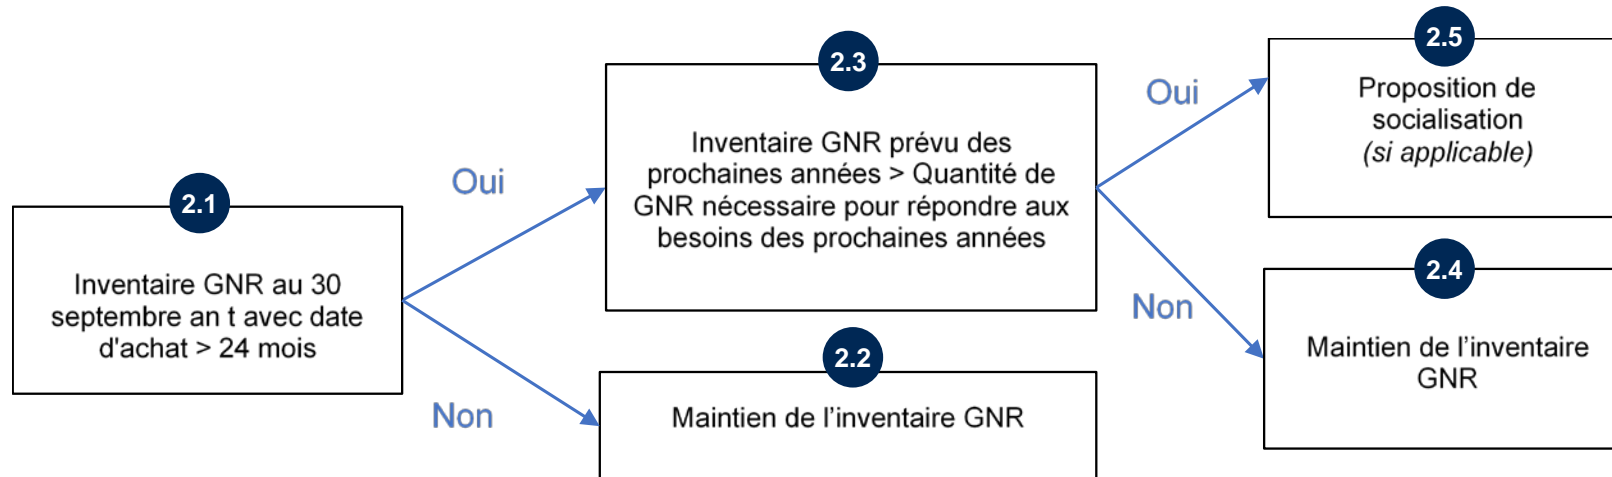 2.1
Inventaire GNR au 30
septembre an t avec date
d'achat > 24 mois
Oui
Non
2.3
Inventaire GNR prévu des
prochaines années > Quantité de
GNR nécessaire pour répondre aux
besoins des prochaines années
2.2
Maintien de l’inventaire GNR
Oui
Non
2.5
Proposition de
socialisation
(si applicable)
2.4
Maintien de l’inventaire
GNR